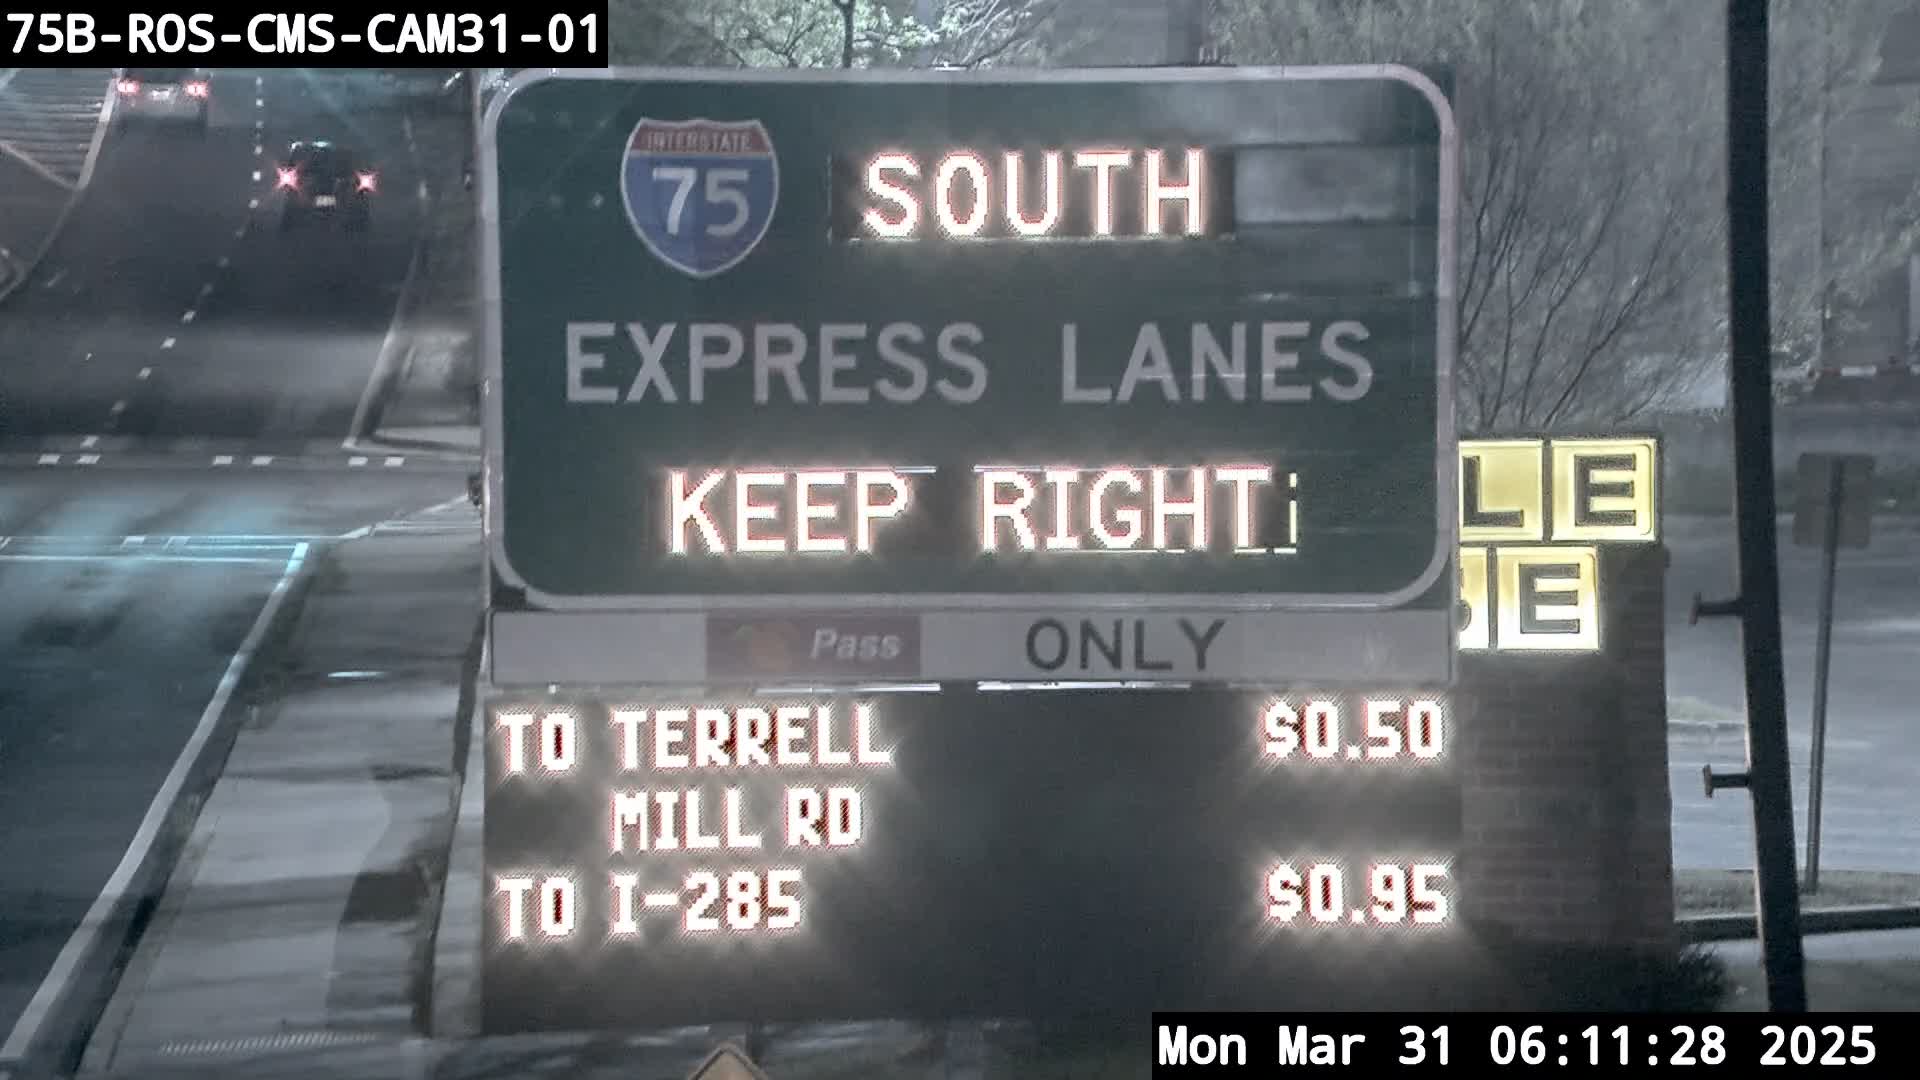 75B-ROS-CMS-CAM31-01
INTERSTATE
75
SOUTH
EXPRESS LANES
KEEP RIGHT
Pass ONLY
TO TERRELL $0.50
MILL RD
TO I-285 $0.95
LE
E
Mon Mar 31 06:11:28 2025